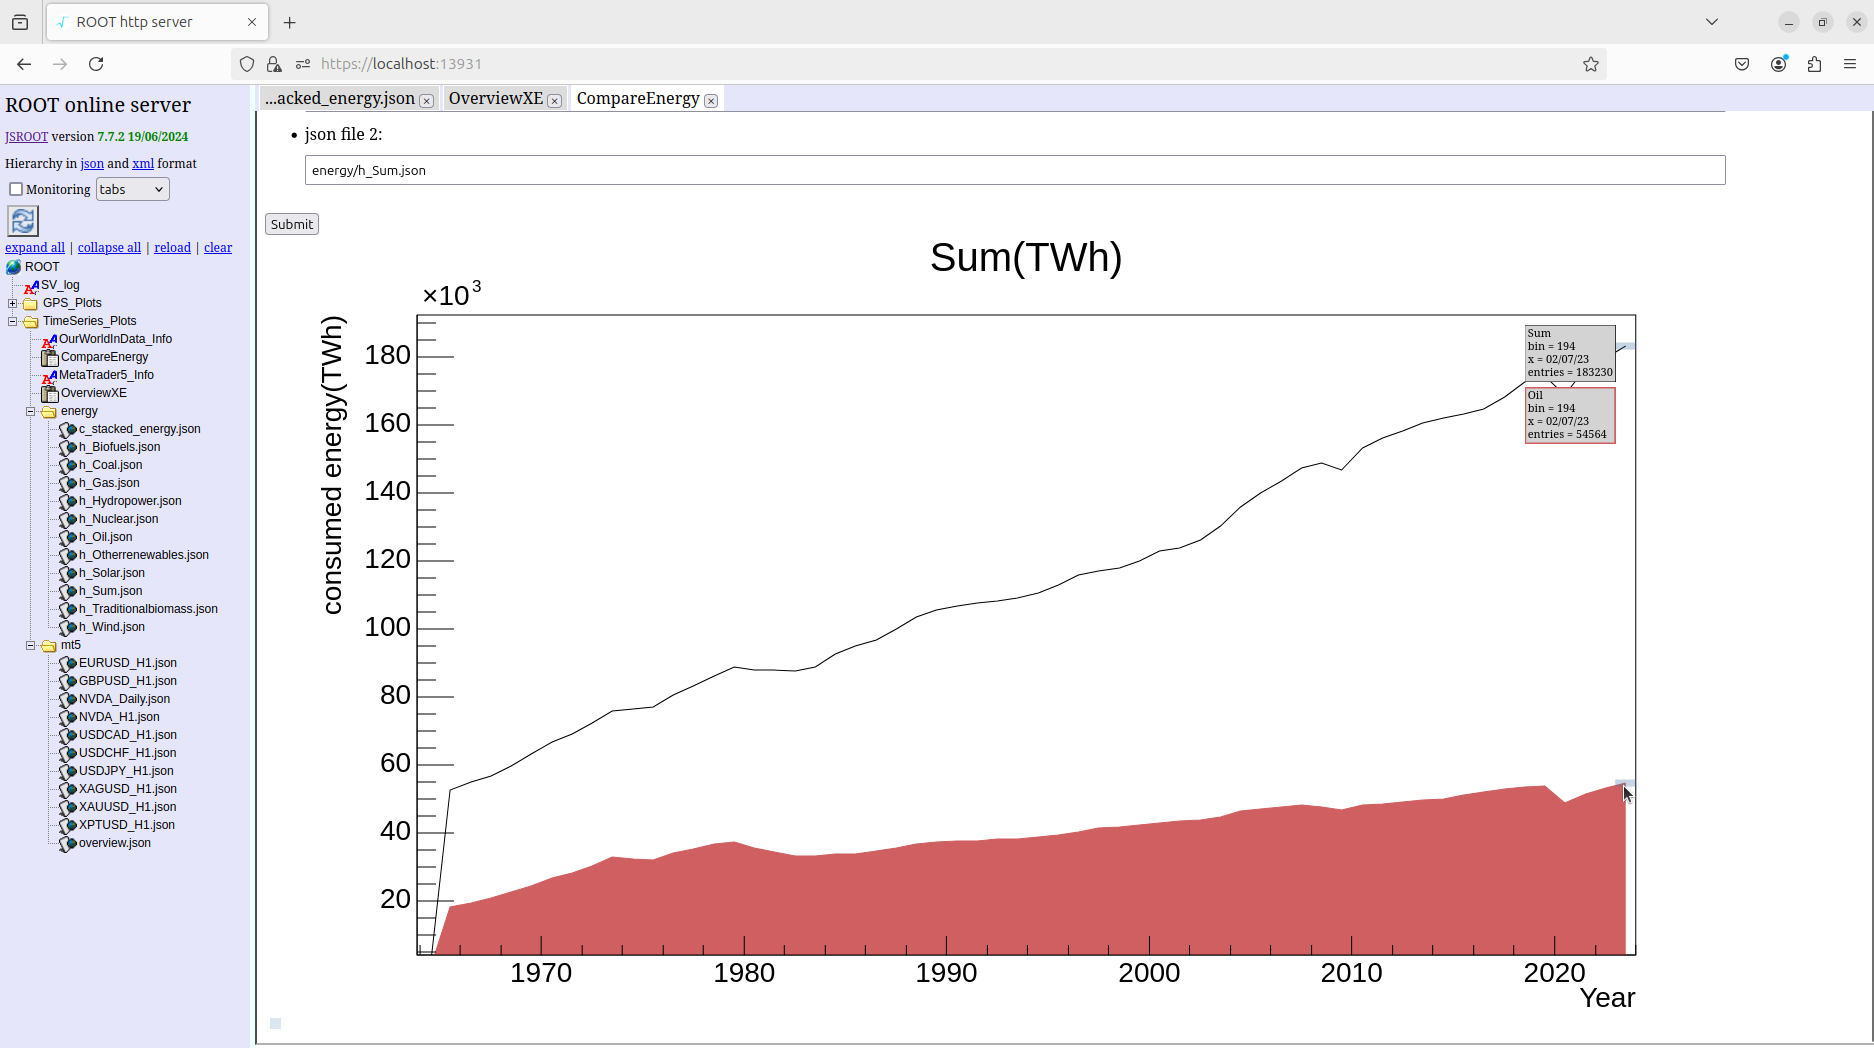 ROOT http server
https://localhost:13931
ROOT online server
JSROOT version 7.7.2 19/06/2024
Hierarchy in json and xml format
Monitoring tabs
expand all | collapse all | reload | clear
ROOT
SV_log
GPS_Plots
TimeSeries_Plots
OurWorldInData_Info
CompareEnergy
MetaTrader5_Info
OverviewXE
energy
c_stacked_energy.json
h_Biofuels.json
h_Coal.json
h_Gas.json
h_Hydropower.json
h_Nuclear.json
h_Oil.json
h_Otherrenewables.json
h_Solar.json
h_Sum.json
h_Traditionalbiomass.json
h_Wind.json
mt5
EURUSD_H1.json
GBPUSD_H1.json
NVDA_Daily.json
NVDA_H1.json
USDCAD_H1.json
USDCHF_H1.json
USDJPY_H1.json
XAGUSD_H1.json
XAUUSD_H1.json
XPTUSD_H1.json
overview.json
...acked_energy.json OverviewXE CompareEnergy
• json file 2:
energy/h_Sum.json
Submit
Sum(TWh)
×10³
consumed energy(TWh)
180
160
140
120
100
80
60
40
20
Sum
bin = 194
x = 02/07/23
entries = 183230
Oil
bin = 194
x = 02/07/23
entries = 54564
1970 1980 1990 2000 2010 2020
Year